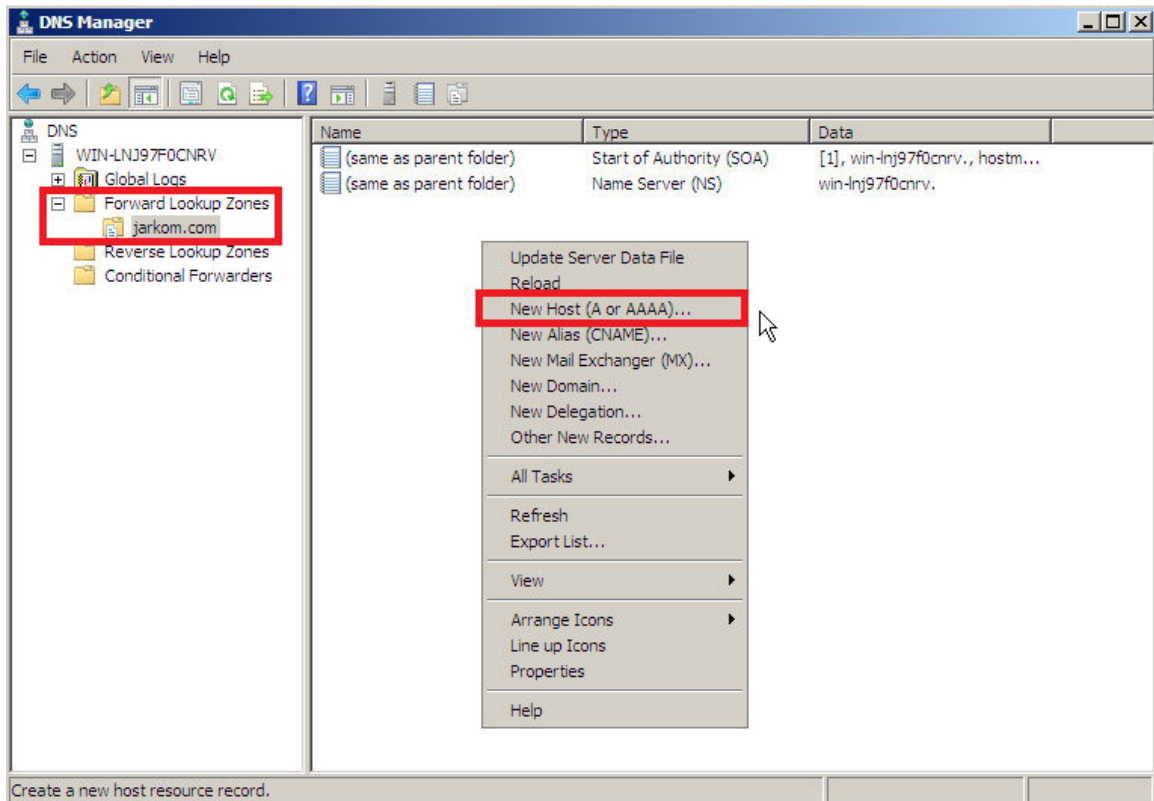 DNS Manager
File Action View Help
DNS
WIN-LNJ97F0CNRV
Global Logs
Forward Lookup Zones
jarkom.com
Reverse Lookup Zones
Conditional Forwarders
Name Type Data
(same as parent folder) Start of Authority (SOA) [1], win-lnj97f0cnrv., hostm...
(same as parent folder) Name Server (NS) win-lnj97f0cnrv.
Update Server Data File
Reload
New Host (A or AAAA)...
New Alias (CNAME)...
New Mail Exchanger (MX)...
New Domain...
New Delegation...
Other New Records...
All Tasks
Refresh
Export List...
View
Arrange Icons
Line up Icons
Properties
Help
Create a new host resource record.